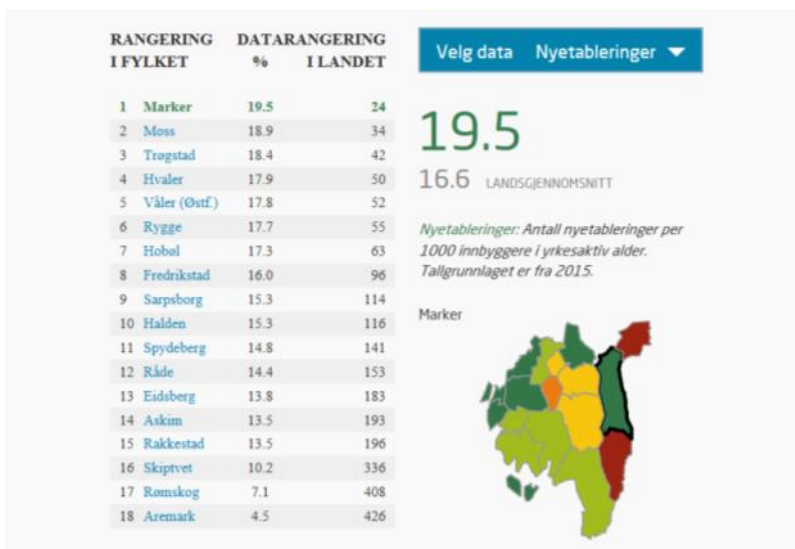 RANGERING DATARANGERING
I FYLKET % I LANDET
1 Marker 19.5 24
2 Moss 18.9 34
3 Trøgstad 18.4 42
4 Hvaler 17.9 50
5 Våler (Østf.) 17.8 52
6 Rygge 17.7 55
7 Hobøl 17.3 63
8 Fredrikstad 16.0 96
9 Sarpsborg 15.3 114
10 Halden 15.3 116
11 Spydeberg 14.8 141
12 Råde 14.4 153
13 Eidsberg 13.8 183
14 Askim 13.5 193
15 Rakkestad 13.5 196
16 Skiptvet 10.2 336
17 Rømskog 7.1 408
18 Aremark 4.5 426
Velg data Nyetableringer
19.5
16.6 LANDSGJENNOMSNITT
Nyetableringer: Antall nyetableringer per
1000 innbyggere i yrkesaktiv alder.
Tallgrunnlaget er fra 2015.
Marker